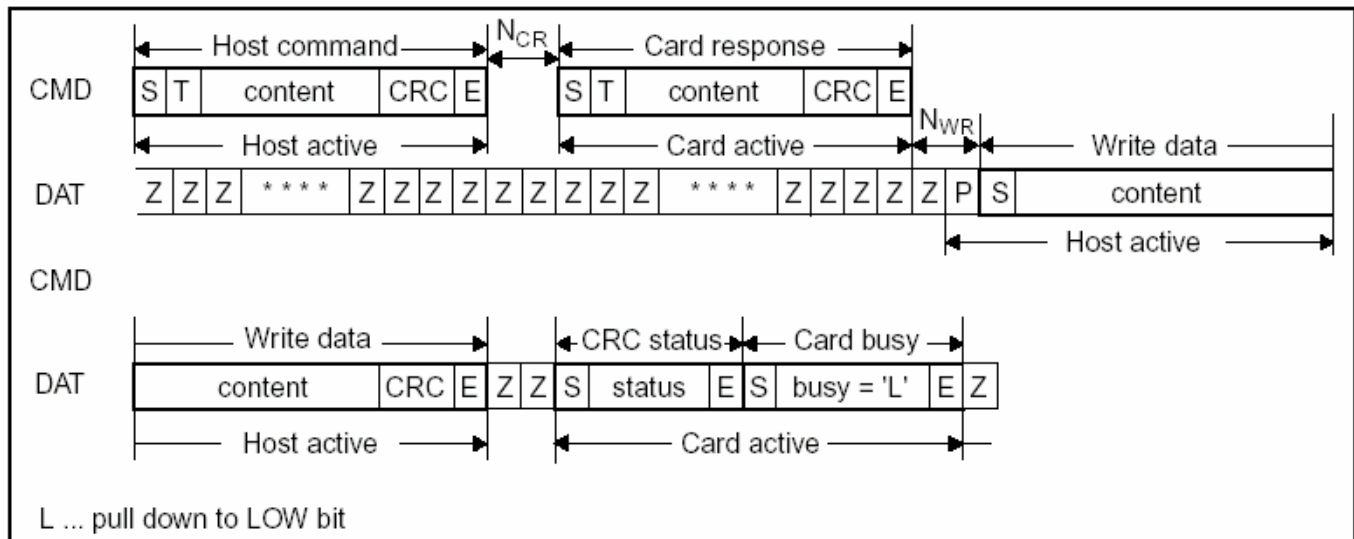 Host command N_CR Card response
CMD S T content CRC E S T content CRC E
Host active Card active N_WR Write data
DAT Z Z Z * * * * Z Z Z Z Z Z Z Z Z * * * * Z Z Z Z Z P S content
Host active
CMD
Write data CRC status Card busy
DAT content CRC E Z Z S status E S busy = 'L' E Z
Host active Card active
L ... pull down to LOW bit